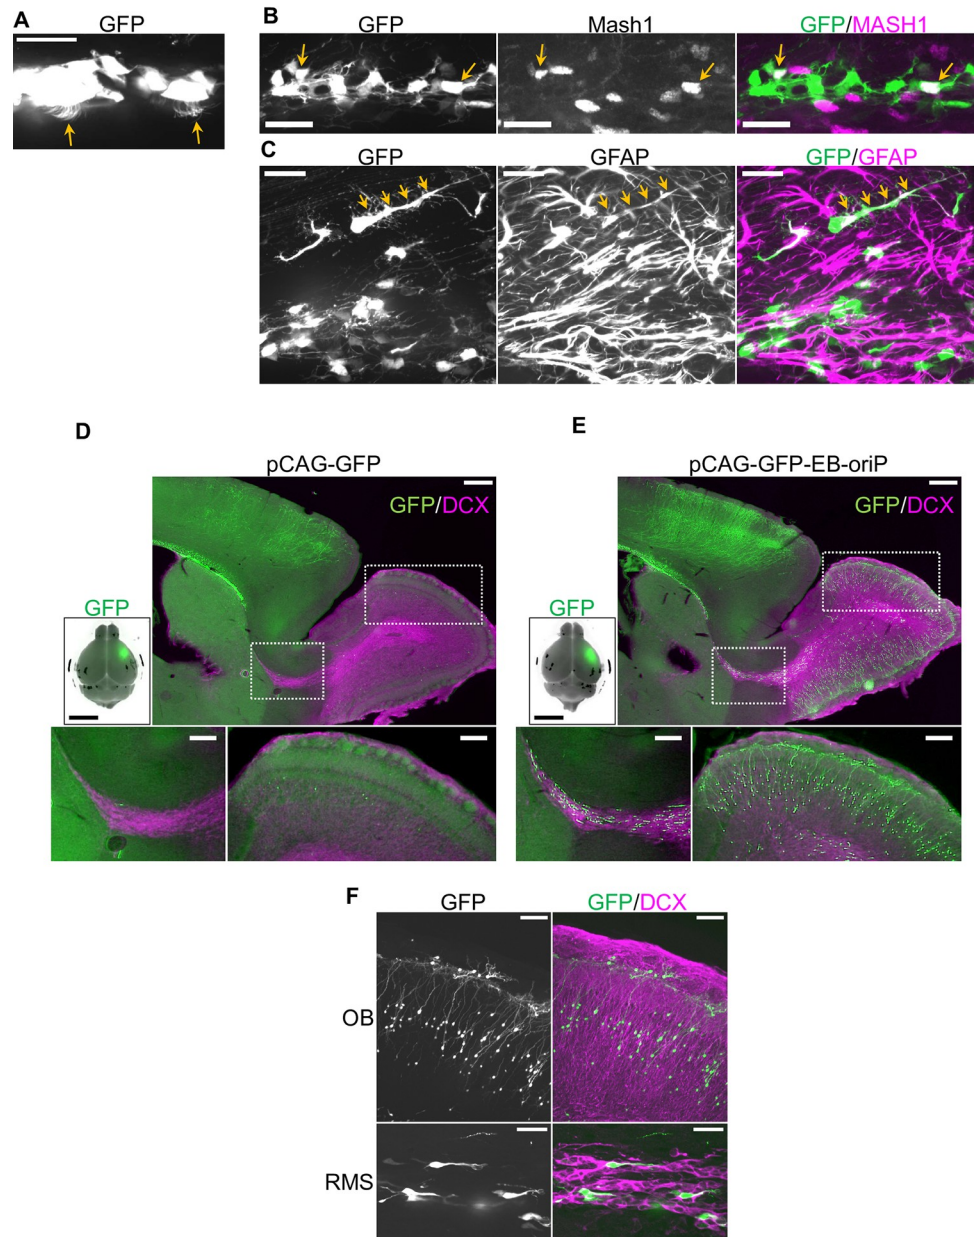 A
GFP
B
GFP
Mash1
GFP/MASH1
C
GFP
GFAP
GFP/GFAP
D
pCAG-GFP
GFP/DCX
GFP
E
pCAG-GFP-EB-oriP
GFP/DCX
GFP
F
GFP
GFP/DCX
OB
RMS